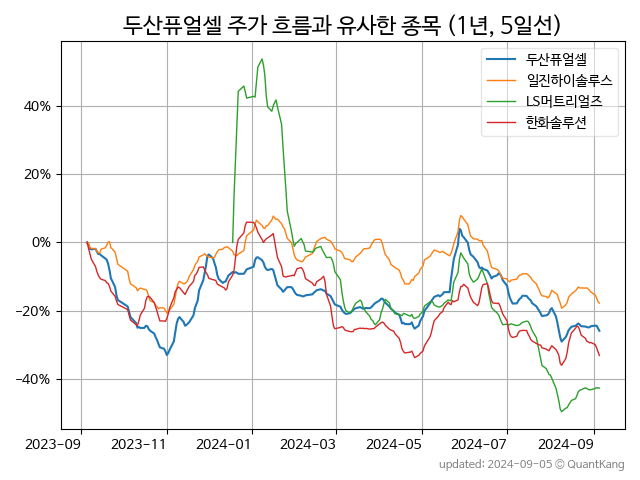 두산퓨얼셀 주가 흐름과 유사한 종목 (1년, 5일선)
두산퓨얼셀
일진하이솔루스
LS머트리얼즈
한화솔루션
40%
20%
0%
−20%
−40%
2023-09 2023-11 2024-01 2024-03 2024-05 2024-07 2024-09
updated: 2024-09-05 © QuantKang